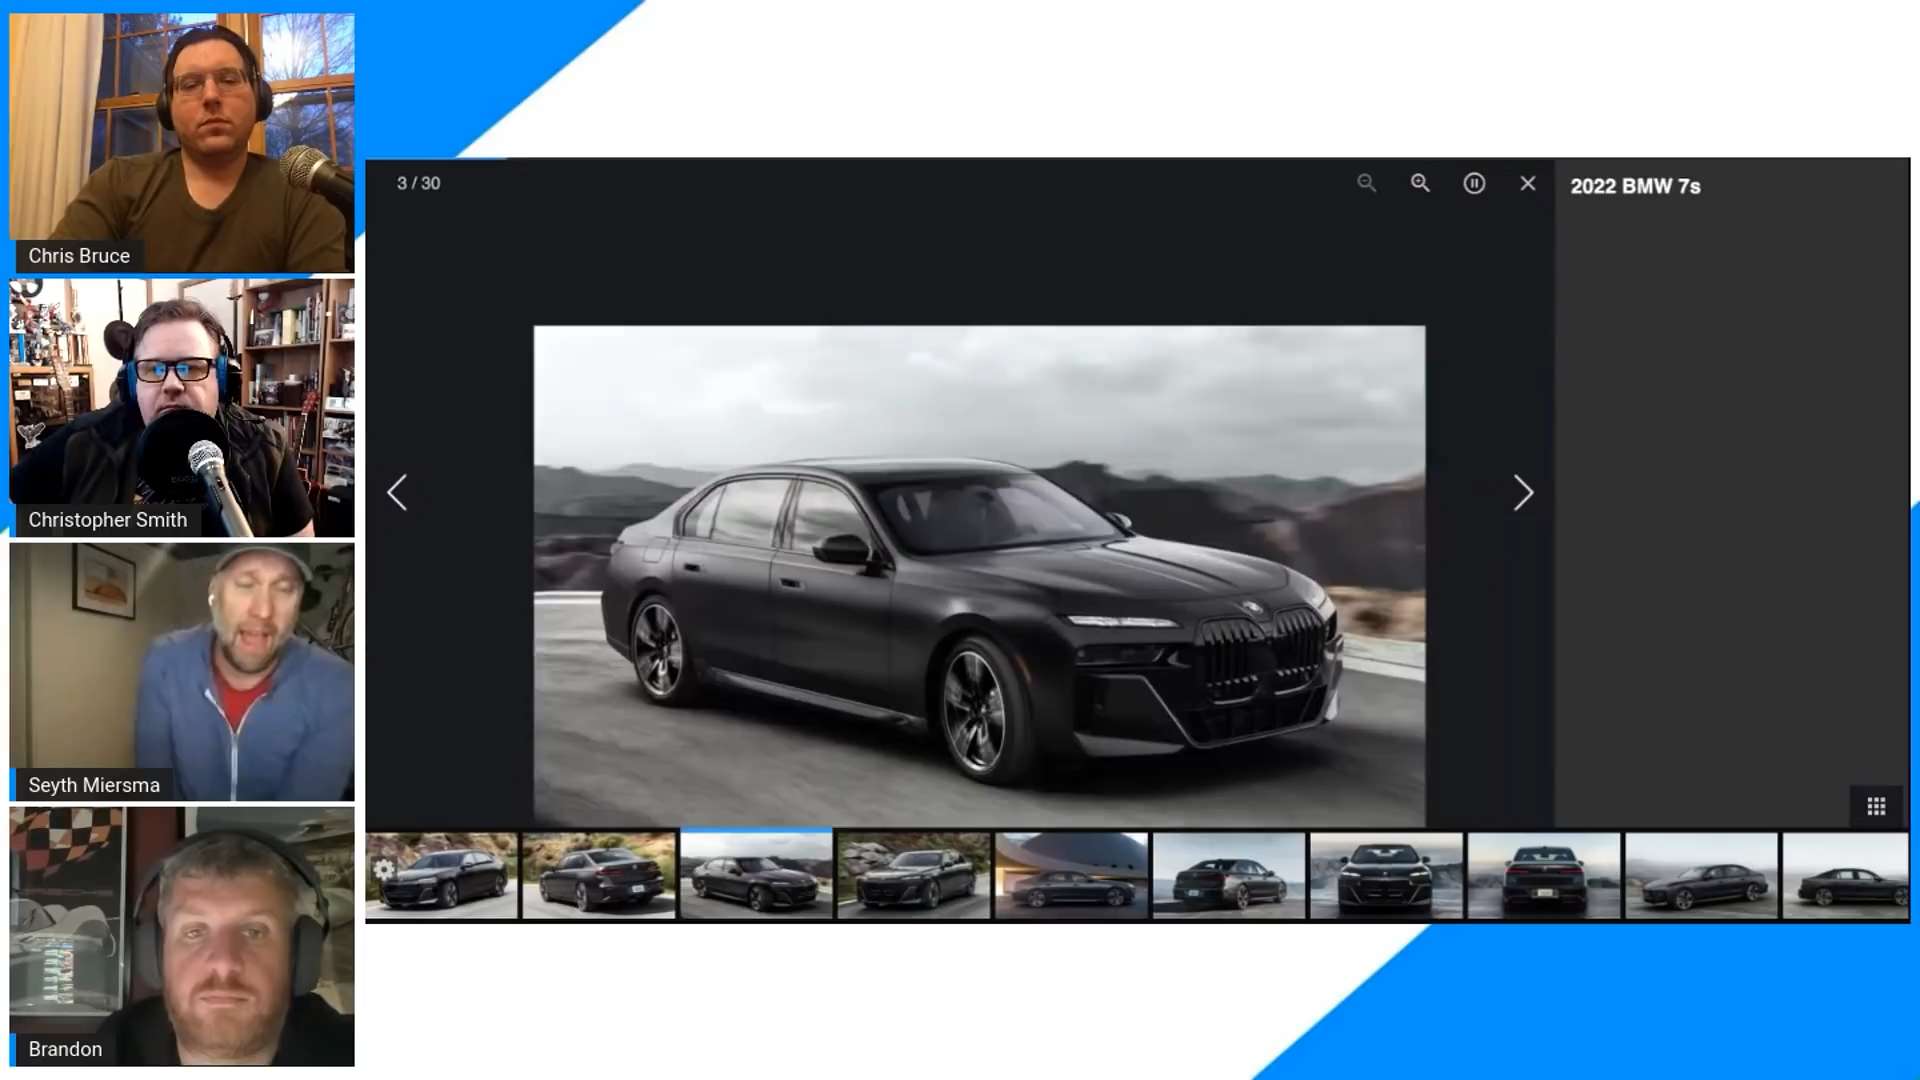 Chris Bruce
Christopher Smith
Seyth Miersma
Brandon
3 / 30
2022 BMW 7s